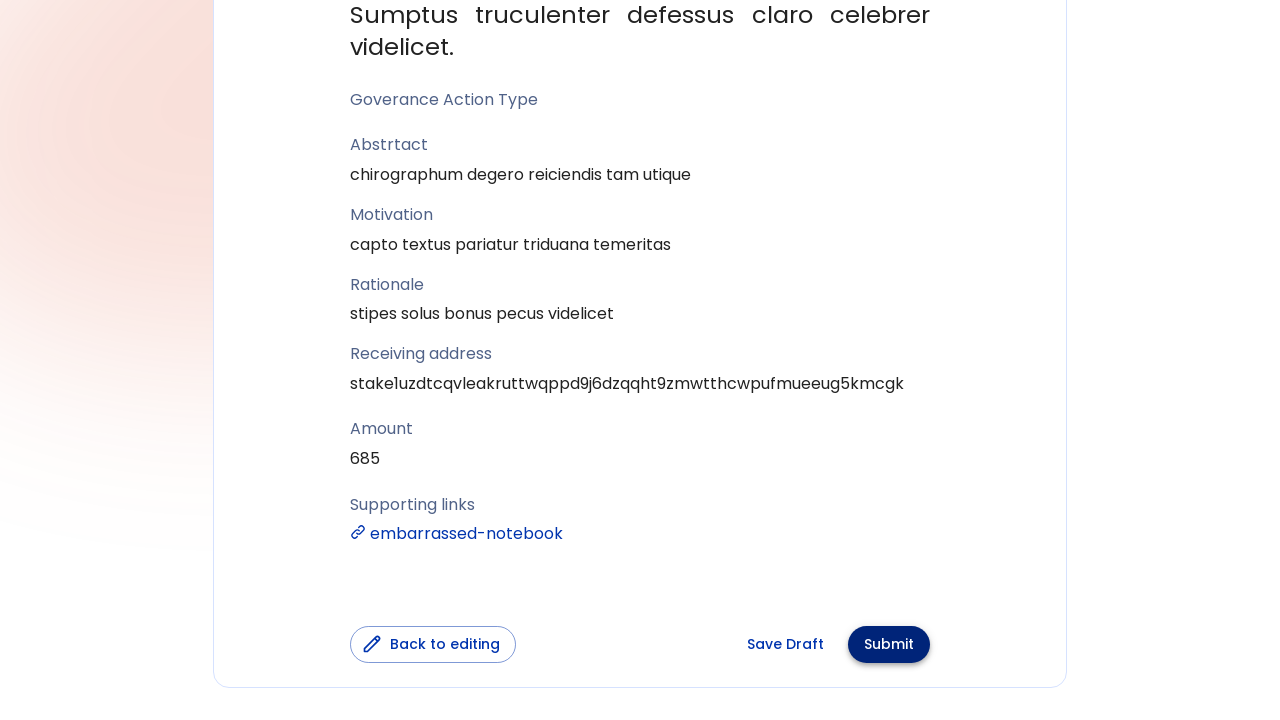 Sumptus truculenter defessus claro celebrer
videlicet.
Goverance Action Type
Abstrtact
chirographum degero reiciendis tam utique
Motivation
capto textus pariatur triduana temeritas
Rationale
stipes solus bonus pecus videlicet
Receiving address
stake1uzdtcqvleakruttwqppd9j6dzqqht9zmwtthcwpufmueeug5kmcgk
Amount
685
Supporting links
embarrassed-notebook
Back to editing
Save Draft
Submit